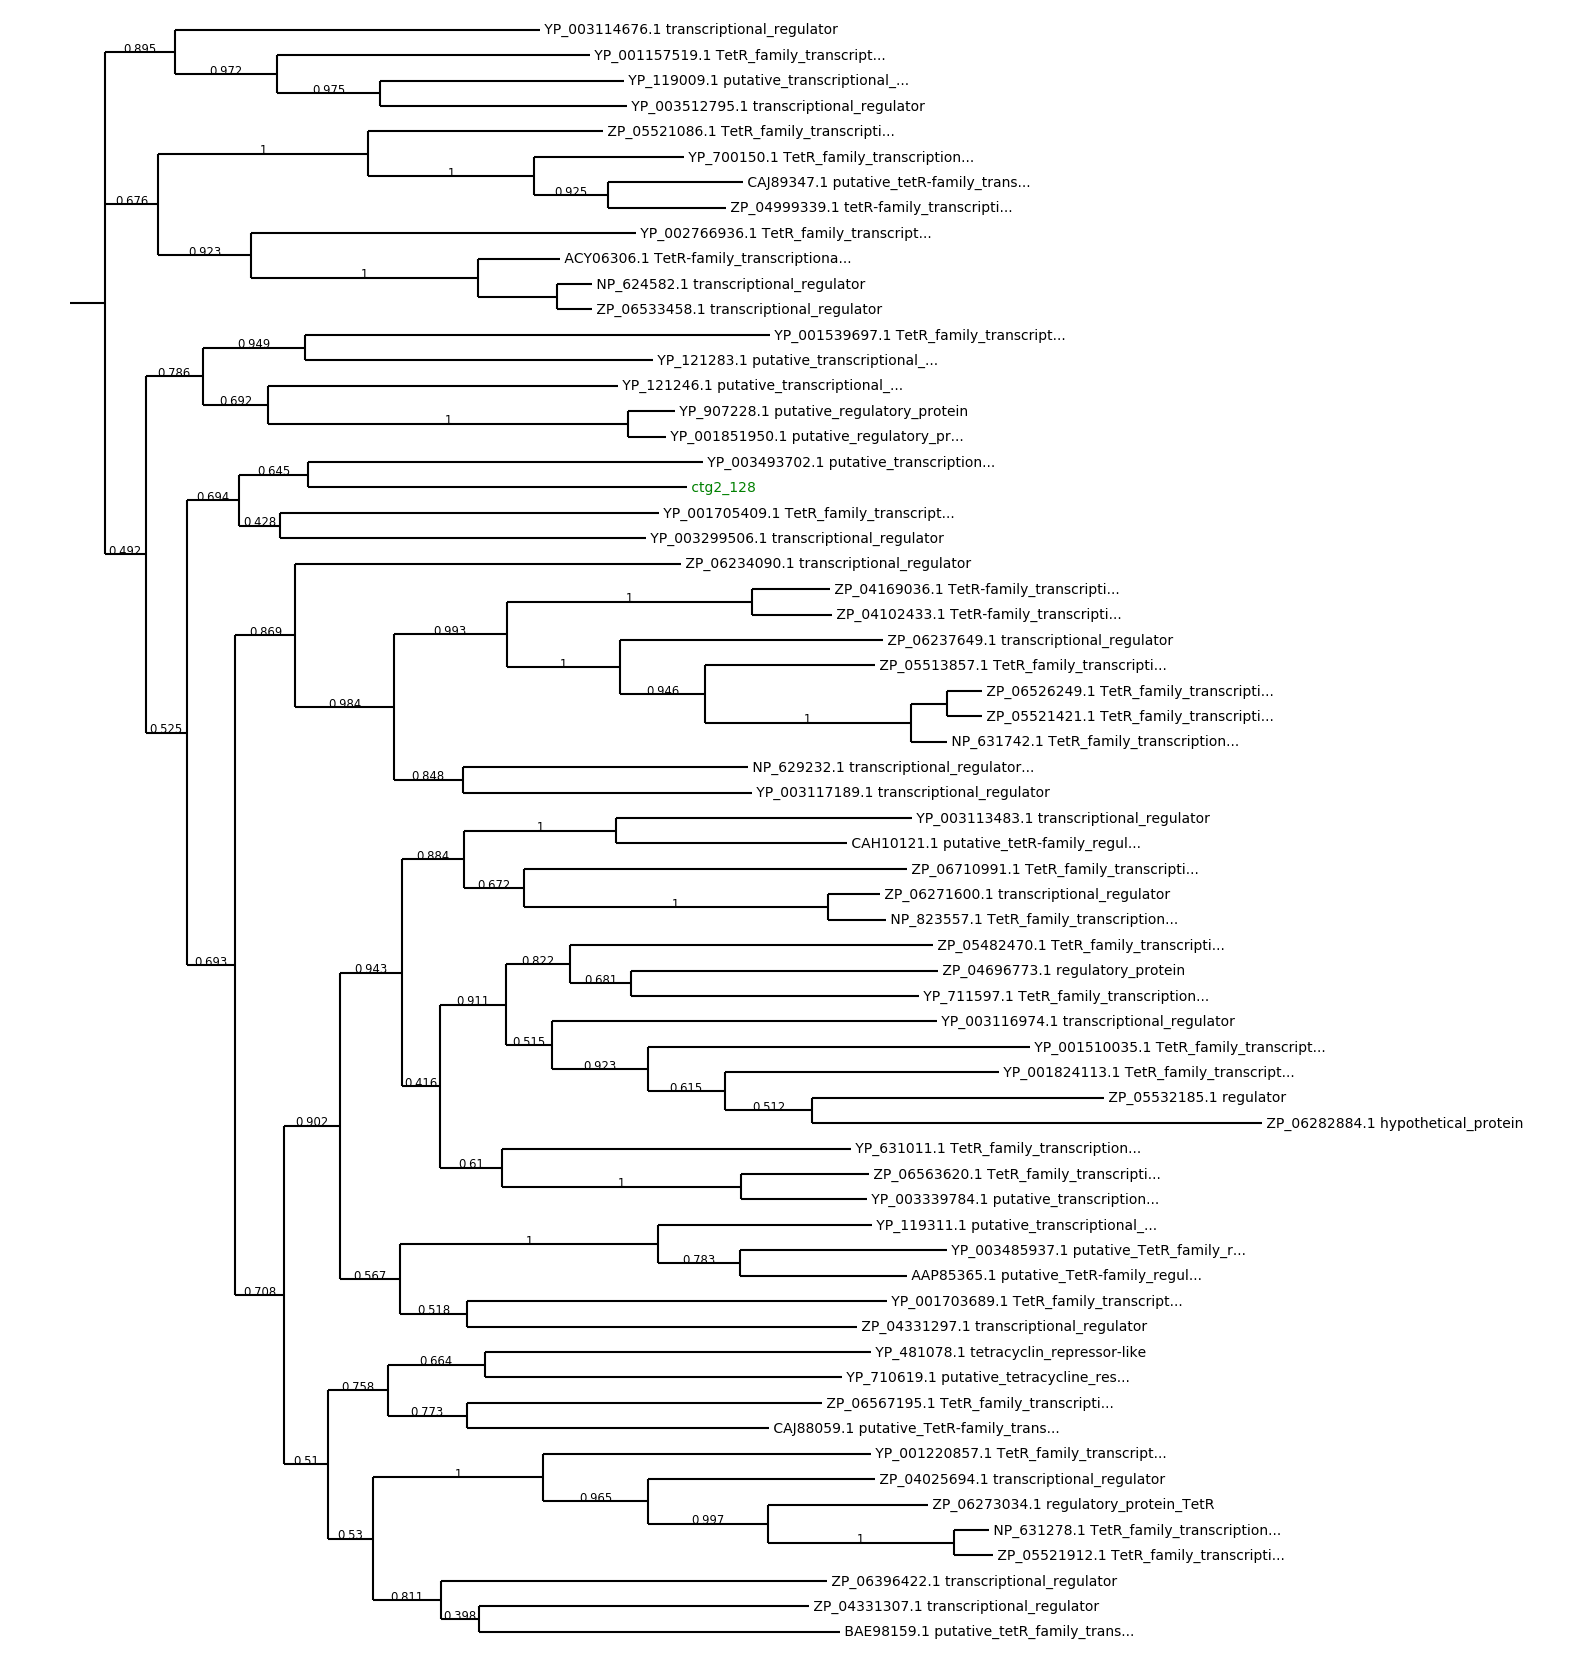 YP_003114676.1 transcriptional_regulator
0.895
YP_001157519.1 TetR_family_transcript...
0.972
YP_119009.1 putative_transcriptional_...
0.975
YP_003512795.1 transcriptional_regulator
ZP_05521086.1 TetR_family_transcripti...
1
YP_700150.1 TetR_family_transcription...
1
CAJ89347.1 putative_tetR-family_trans...
0.925
0.676
ZP_04999339.1 tetR-family_transcripti...
YP_002766936.1 TetR_family_transcript...
0.923
ACY06306.1 TetR-family_transcriptiona...
1
NP_624582.1 transcriptional_regulator
ZP_06533458.1 transcriptional_regulator
YP_001539697.1 TetR_family_transcript...
0.949
YP_121283.1 putative_transcriptional_...
0.786
YP_121246.1 putative_transcriptional_...
0.692
YP_907228.1 putative_regulatory_protein
1
YP_001851950.1 putative_regulatory_pr...
YP_003493702.1 putative_transcription...
0.645
ctg2_128
0.694
YP_001705409.1 TetR_family_transcript...
0.428
YP_003299506.1 transcriptional_regulator
0.492
ZP_06234090.1 transcriptional_regulator
ZP_04169036.1 TetR-family_transcripti...
1
ZP_04102433.1 TetR-family_transcripti...
0.869
0.993
ZP_06237649.1 transcriptional_regulator
1
ZP_05513857.1 TetR_family_transcripti...
0.946
ZP_06526249.1 TetR_family_transcripti...
0.984
ZP_05521421.1 TetR_family_transcripti...
1
0.525
NP_631742.1 TetR_family_transcription...
NP_629232.1 transcriptional_regulator...
0.848
YP_003117189.1 transcriptional_regulator
YP_003113483.1 transcriptional_regulator
1
CAH10121.1 putative_tetR-family_regul...
0.884
ZP_06710991.1 TetR_family_transcripti...
0.672
ZP_06271600.1 transcriptional_regulator
1
NP_823557.1 TetR_family_transcription...
ZP_05482470.1 TetR_family_transcripti...
0.693
0.822
0.943
ZP_04696773.1 regulatory_protein
0.681
YP_711597.1 TetR_family_transcription...
0.911
YP_003116974.1 transcriptional_regulator
0.515
YP_001510035.1 TetR_family_transcript...
0.923
YP_001824113.1 TetR_family_transcript...
0.416
0.615
ZP_05532185.1 regulator
0.512
0.902
ZP_06282884.1 hypothetical_protein
YP_631011.1 TetR_family_transcription...
0.61
ZP_06563620.1 TetR_family_transcripti...
1
YP_003339784.1 putative_transcription...
YP_119311.1 putative_transcriptional_...
1
YP_003485937.1 putative_TetR_family_r...
0.783
AAP85365.1 putative_TetR-family_regul...
0.567
0.708
YP_001703689.1 TetR_family_transcript...
0.518
ZP_04331297.1 transcriptional_regulator
YP_481078.1 tetracyclin_repressor-like
0.664
YP_710619.1 putative_tetracycline_res...
0.758
ZP_06567195.1 TetR_family_transcripti...
0.773
CAJ88059.1 putative_TetR-family_trans...
YP_001220857.1 TetR_family_transcript...
0.51
1
ZP_04025694.1 transcriptional_regulator
0.965
ZP_06273034.1 regulatory_protein_TetR
0.997
NP_631278.1 TetR_family_transcription...
0.53
1
ZP_05521912.1 TetR_family_transcripti...
ZP_06396422.1 transcriptional_regulator
0.811
ZP_04331307.1 transcriptional_regulator
0.398
BAE98159.1 putative_tetR_family_trans...